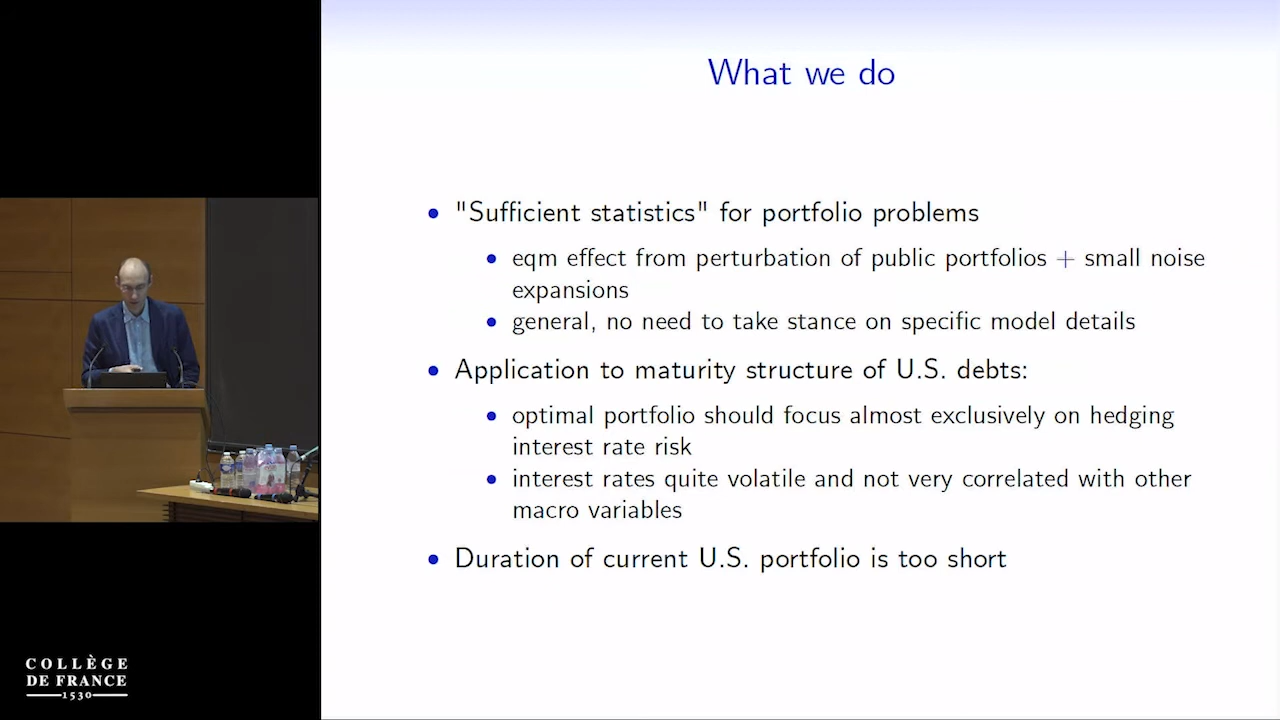 What we do
• "Sufficient statistics" for portfolio problems
• eqm effect from perturbation of public portfolios + small noise
expansions
• general, no need to take stance on specific model details
• Application to maturity structure of U.S. debts:
• optimal portfolio should focus almost exclusively on hedging
interest rate risk
• interest rates quite volatile and not very correlated with other
macro variables
• Duration of current U.S. portfolio is too short
COLLÈGE
DE FRANCE
1530